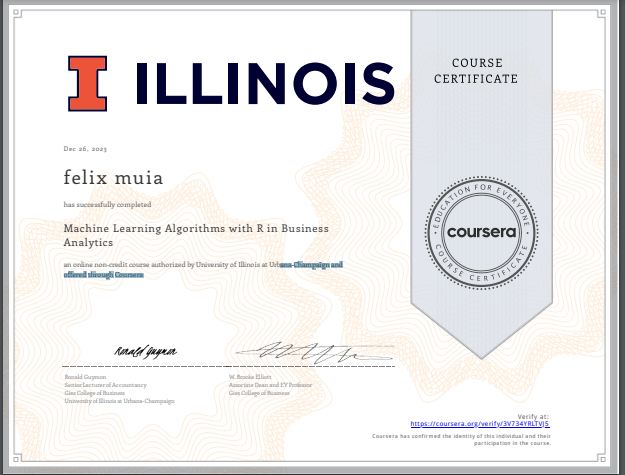 ILLINOIS
COURSE
CERTIFICATE
Dec 26, 2023
felix muia
has successfully completed
Machine Learning Algorithms with R in Business
Analytics
an online non-credit course authorized by University of Illinois at Urbana-Champaign and
offered through Coursera
EDUCATION FOR EVERYONE
coursera
COURSE CERTIFICATE
Ronald Guymon
Ronald Guymon
Senior Lecturer of Accountancy
Gies College of Business
University of Illinois at Urbana-Champaign
W. Brooke Elliott
Associate Dean and EY Professor
Gies College of Business
Verify at:
https://coursera.org/verify/3V734YRLTVJS
Coursera has confirmed the identity of this individual and their
participation in the course.